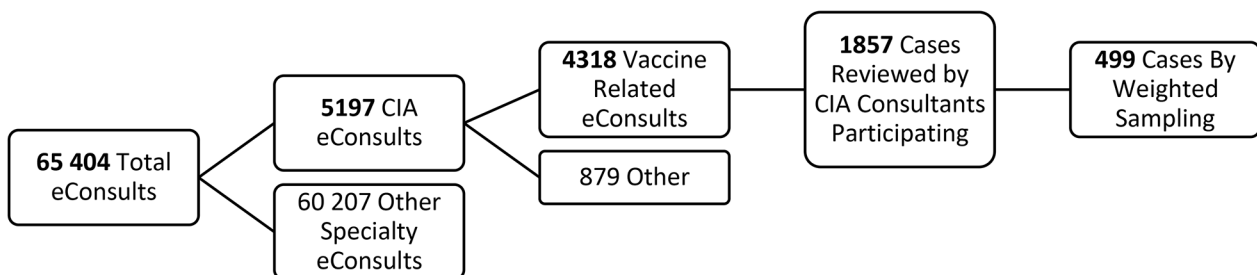 65 404 Total
eConsults
5197 CIA
eConsults
60 207 Other
Specialty
eConsults
4318 Vaccine
Related
eConsults
879 Other
1857 Cases
Reviewed by
CIA Consultants
Participating
499 Cases By
Weighted
Sampling